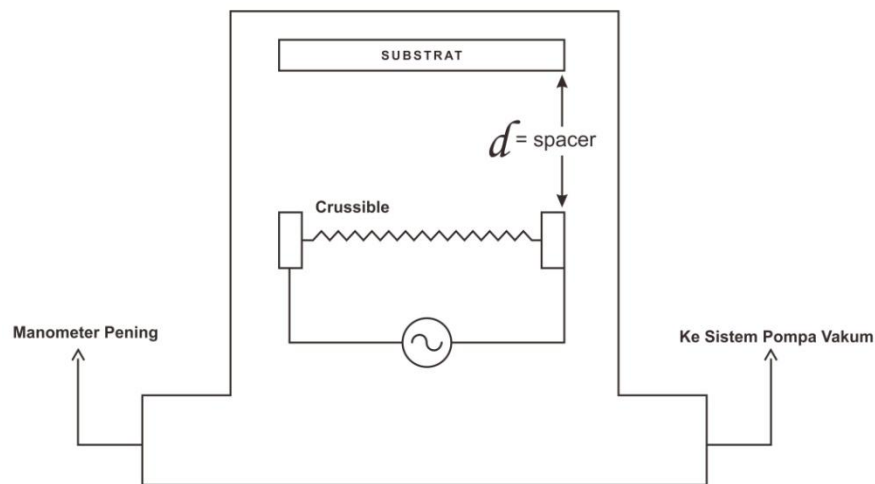 SUBSTRAT
d = spacer
Crussible
Manometer Pening
Ke Sistem Pompa Vakum